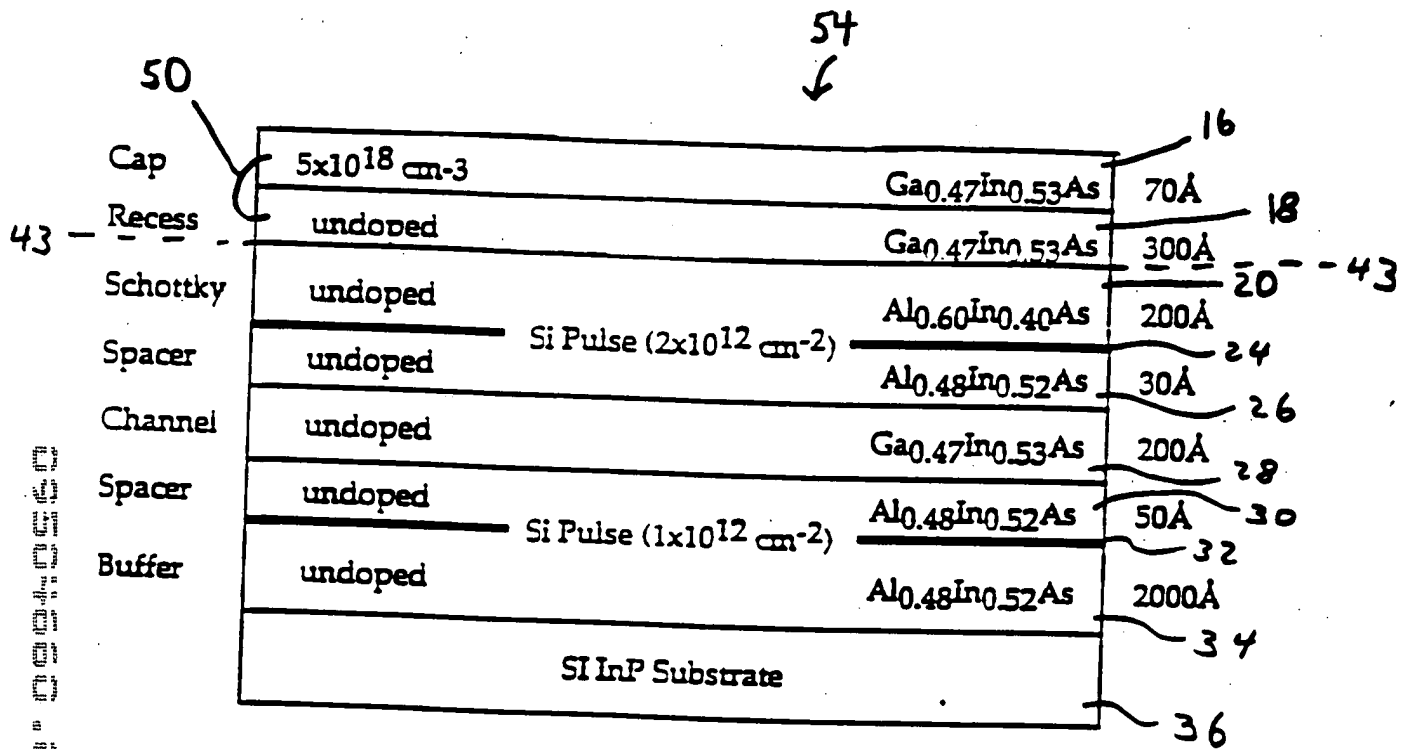 54
50
16
Cap 5x10^18 cm-3 Ga0.47In0.53As 70Å
18
Recess undoped Ga0.47In0.53As 300Å
43 43
20
Schottky undoped Al0.60In0.40As 200Å
Si Pulse (2x10^12 cm-2) 24
Spacer undoped Al0.48In0.52As 30Å
26
Channel undoped Ga0.47In0.53As 200Å
28
Spacer undoped Al0.48In0.52As 50Å 30
Si Pulse (1x10^12 cm-2) 32
Buffer undoped Al0.48In0.52As 2000Å
34
SI InP Substrate
36